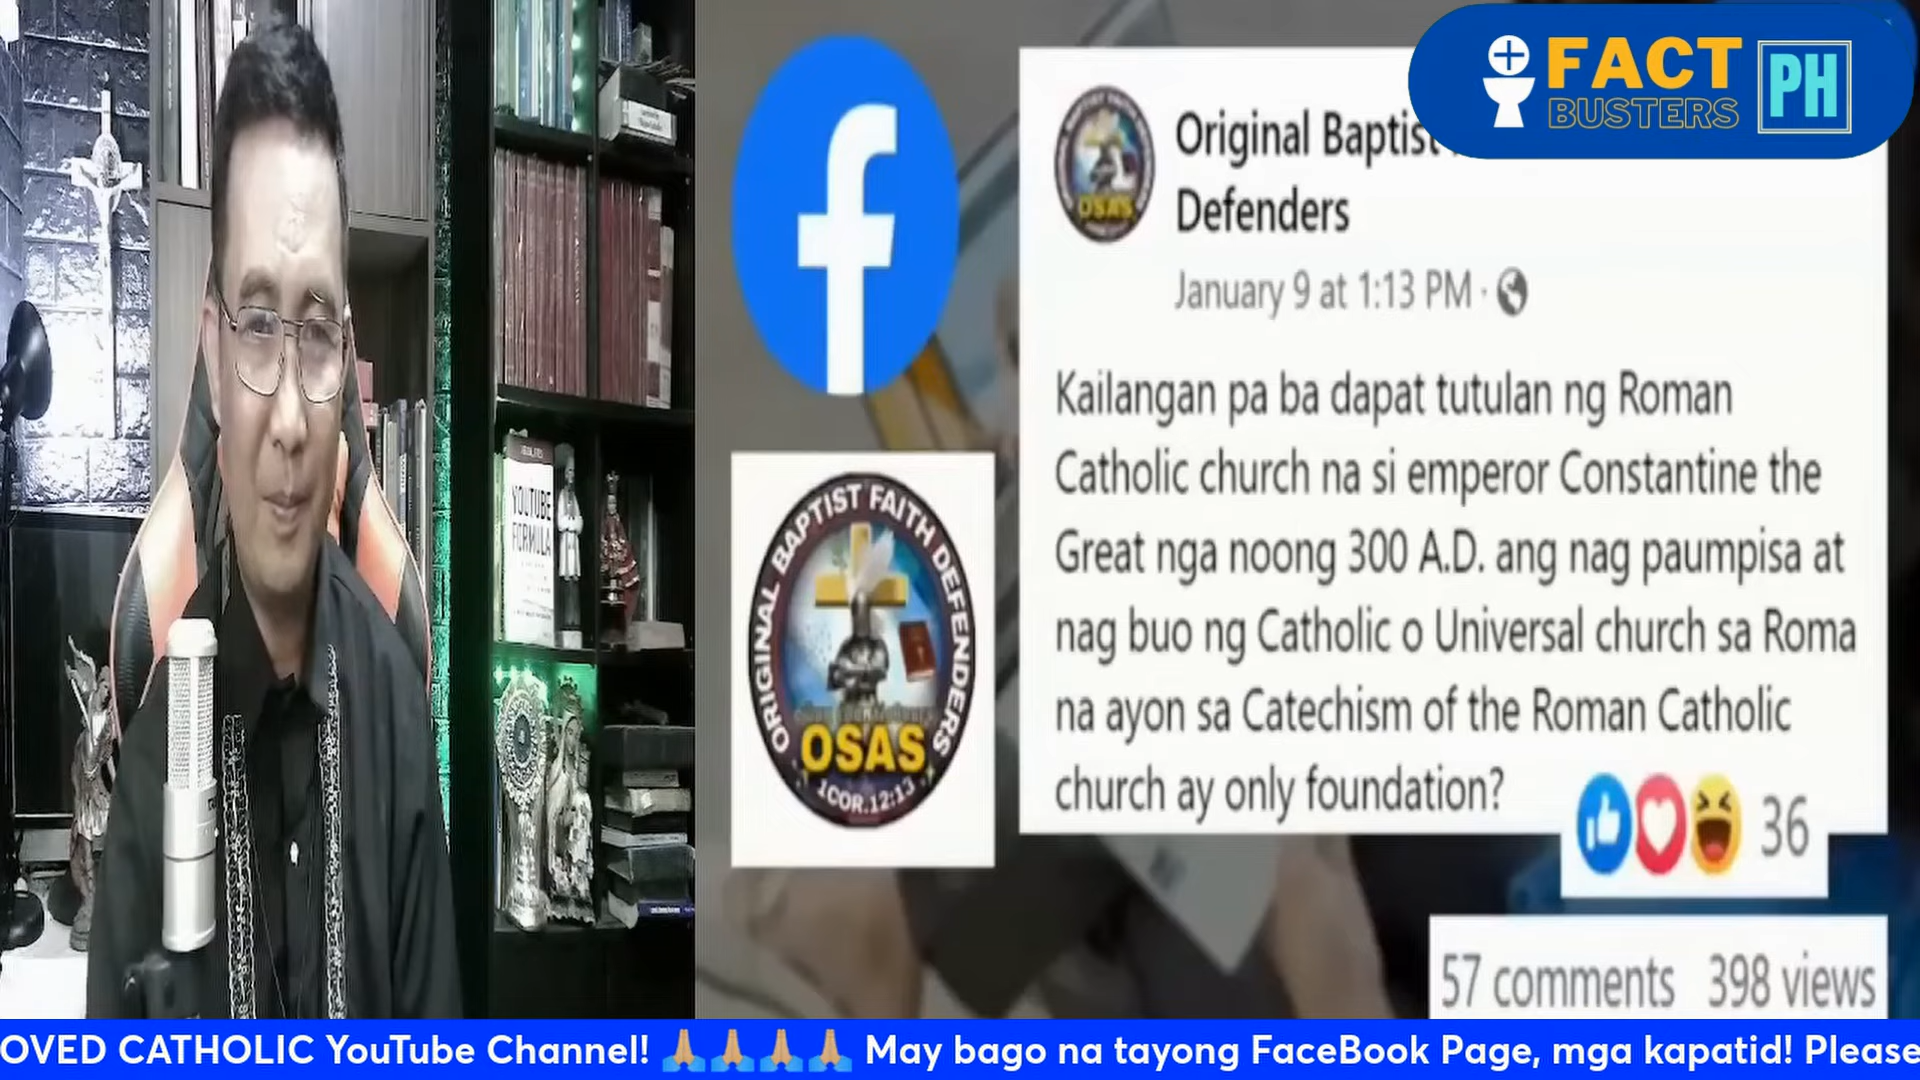 FACT
BUSTERS
PH
Original Baptist
Defenders
January 9 at 1:13 PM ·
Kailangan pa ba dapat tutulan ng Roman
Catholic church na si emperor Constantine the
Great nga noong 300 A.D. ang nag paumpisa at
nag buo ng Catholic o Universal church sa Roma
na ayon sa Catechism of the Roman Catholic
church ay only foundation?
36
57 comments 398 views
ORIGINAL BAPTIST FAITH DEFENDERS
OSAS
1COR.12:13
OSAS
YOUTUBE
FORMULA
OVED CATHOLIC YouTube Channel! 🙏🙏🙏🙏 May bago na tayong FaceBook Page, mga kapatid! Please